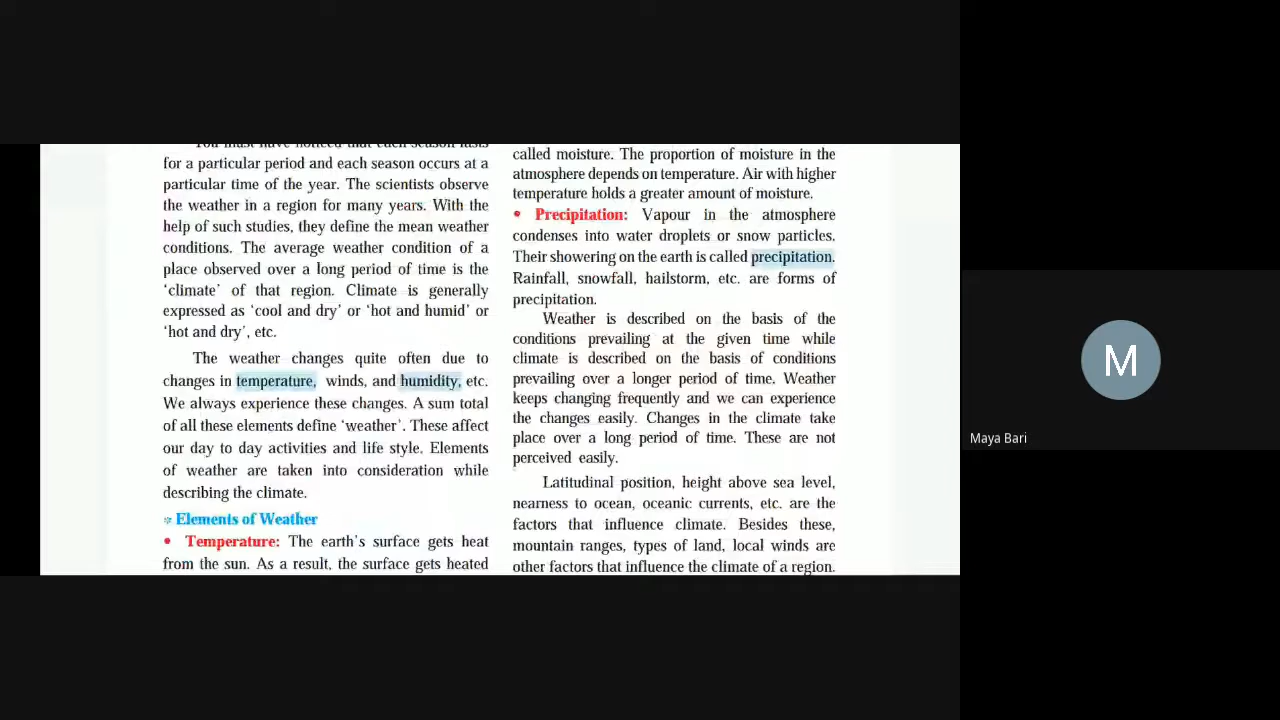 You must have noticed that each season lasts
for a particular period and each season occurs at a
particular time of the year. The scientists observe
the weather in a region for many years. With the
help of such studies, they define the mean weather
conditions. The average weather condition of a
place observed over a long period of time is the
‘climate’ of that region. Climate is generally
expressed as ‘cool and dry’ or ‘hot and humid’ or
‘hot and dry’, etc.
The weather changes quite often due to
changes in temperature, winds, and humidity, etc.
We always experience these changes. A sum total
of all these elements define ‘weather’. These affect
our day to day activities and life style. Elements
of weather are taken into consideration while
describing the climate.
Elements of Weather
• Temperature: The earth’s surface gets heat
from the sun. As a result, the surface gets heated
called moisture. The proportion of moisture in the
atmosphere depends on temperature. Air with higher
temperature holds a greater amount of moisture.
• Precipitation: Vapour in the atmosphere
condenses into water droplets or snow particles.
Their showering on the earth is called precipitation.
Rainfall, snowfall, hailstorm, etc. are forms of
precipitation.
Weather is described on the basis of the
conditions prevailing at the given time while
climate is described on the basis of conditions
prevailing over a longer period of time. Weather
keeps changing frequently and we can experience
the changes easily. Changes in the climate take
place over a long period of time. These are not
perceived easily.
Latitudinal position, height above sea level,
nearness to ocean, oceanic currents, etc. are the
factors that influence climate. Besides these,
mountain ranges, types of land, local winds are
other factors that influence the climate of a region.
M
Maya Bari